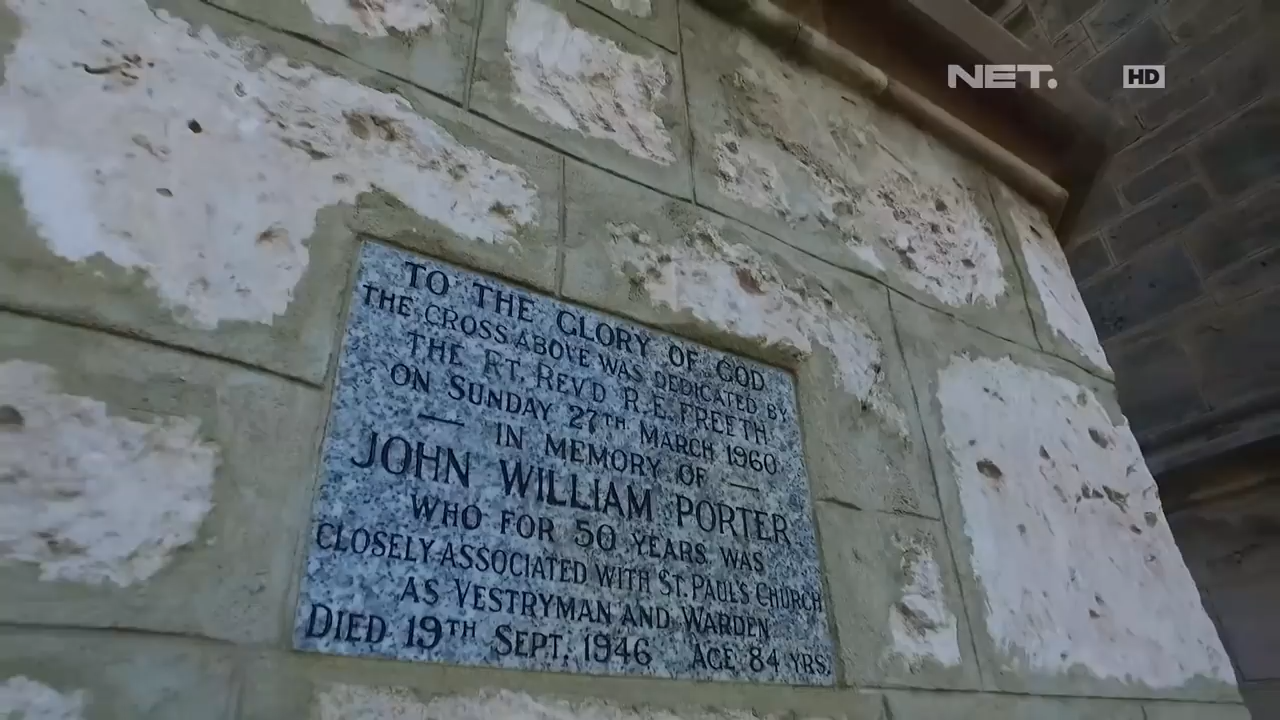 NET. HD
TO THE GLORY OF GOD
THE CROSS ABOVE WAS DEDICATED BY
THE RT. REV'D R.E. FREETH.
ON SUNDAY 27TH MARCH 1960
— IN MEMORY OF —
JOHN WILLIAM PORTER
WHO FOR 50 YEARS WAS
CLOSELY ASSOCIATED WITH ST. PAUL'S CHURCH
AS VESTRYMAN AND WARDEN
DIED 19TH SEPT. 1946 AGE 84 YRS.